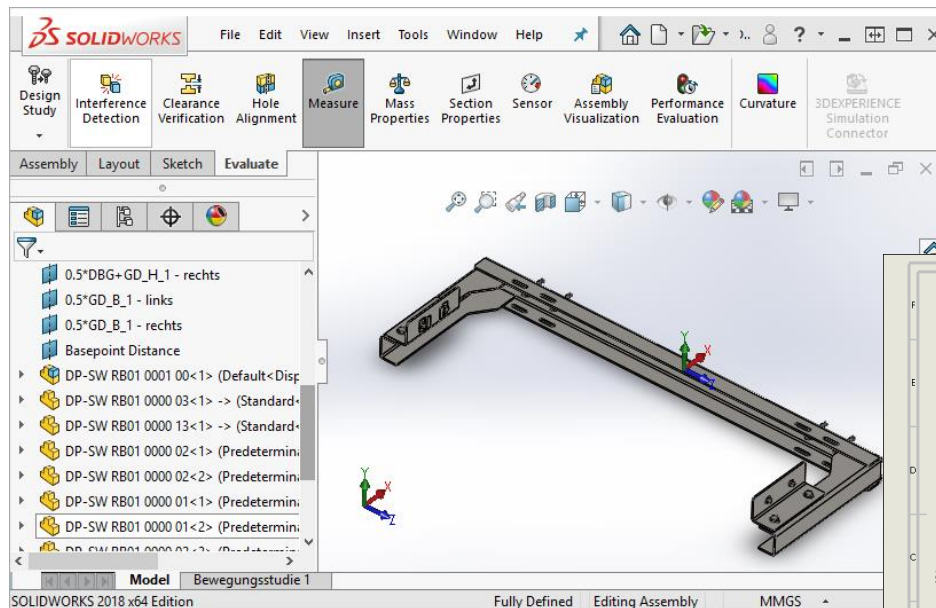 SOLIDWORKS
File Edit View Insert Tools Window Help
Design Study
Interference Detection
Clearance Verification
Hole Alignment
Measure
Mass Properties
Section Properties
Sensor
Assembly Visualization
Performance Evaluation
Curvature
3DEXPERIENCE Simulation Connector
Assembly Layout Sketch Evaluate
0.5*DBG+GD_H_1 - rechts
0.5*GD_B_1 - links
0.5*GD_B_1 - rechts
Basepoint Distance
DP-SW RB01 0001 00<1> (Default<Disp
DP-SW RB01 0000 03<1> -> (Standard<
DP-SW RB01 0000 13<1> -> (Standard<
DP-SW RB01 0000 02<1> (Predetermina
DP-SW RB01 0000 02<2> (Predetermina
DP-SW RB01 0000 01<1> (Predetermina
DP-SW RB01 0000 01<2> (Predetermina
Y
X
Z
Y
X
Z
F
E
D
C
Model Bewegungsstudie 1
SOLIDWORKS 2018 x64 Edition Fully Defined Editing Assembly MMGS